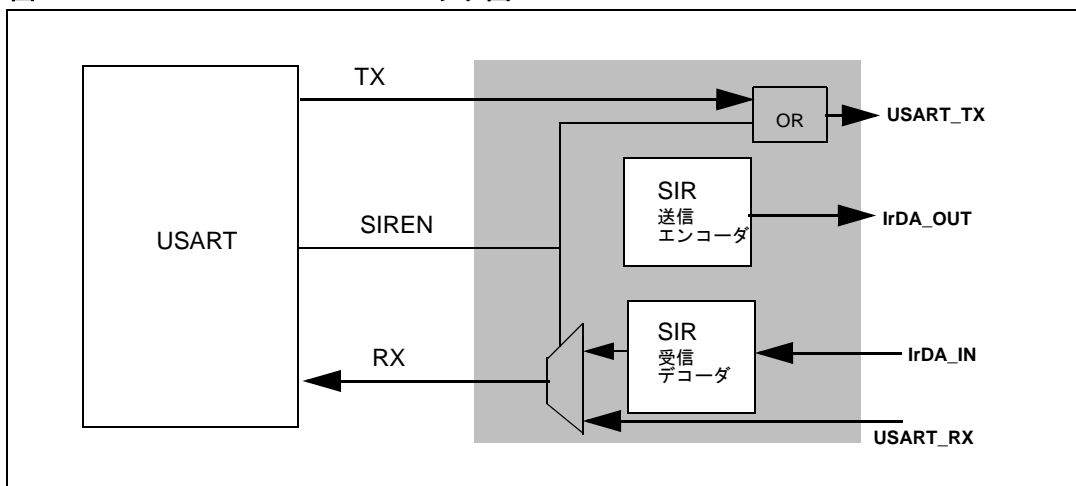 TX
OR
USART_TX
SIR
送信
エンコーダ
IrDA_OUT
SIREN
USART
SIR
受信
デコーダ
IrDA_IN
RX
USART_RX